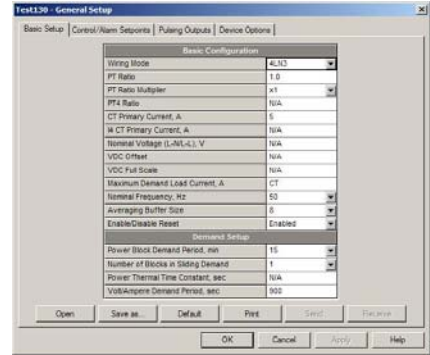 Test130 - General Setup
Basic Setup Control/Alarm Setpoints Pulsing Outputs Device Options
Basic Configuration
Wiring Mode 4LN3
PT Ratio 1.0
PT Ratio Multiplier x1
PT4 Ratio N/A
CT Primary Current, A 5
I4 CT Primary Current, A N/A
Nominal Voltage (L-N/L-L), V N/A
VDC Offset N/A
VDC Full Scale N/A
Maximum Demand Load Current, A CT
Nominal Frequency, Hz 50
Averaging Buffer Size 8
Enable/Disable Reset Enabled
Demand Setup
Power Block Demand Period, min 15
Number of Blocks in Sliding Demand 1
Power Thermal Time Constant, sec N/A
Volt/Ampere Demand Period, sec 900
Open Save as... Default Print Send Receive
OK Cancel Apply Help